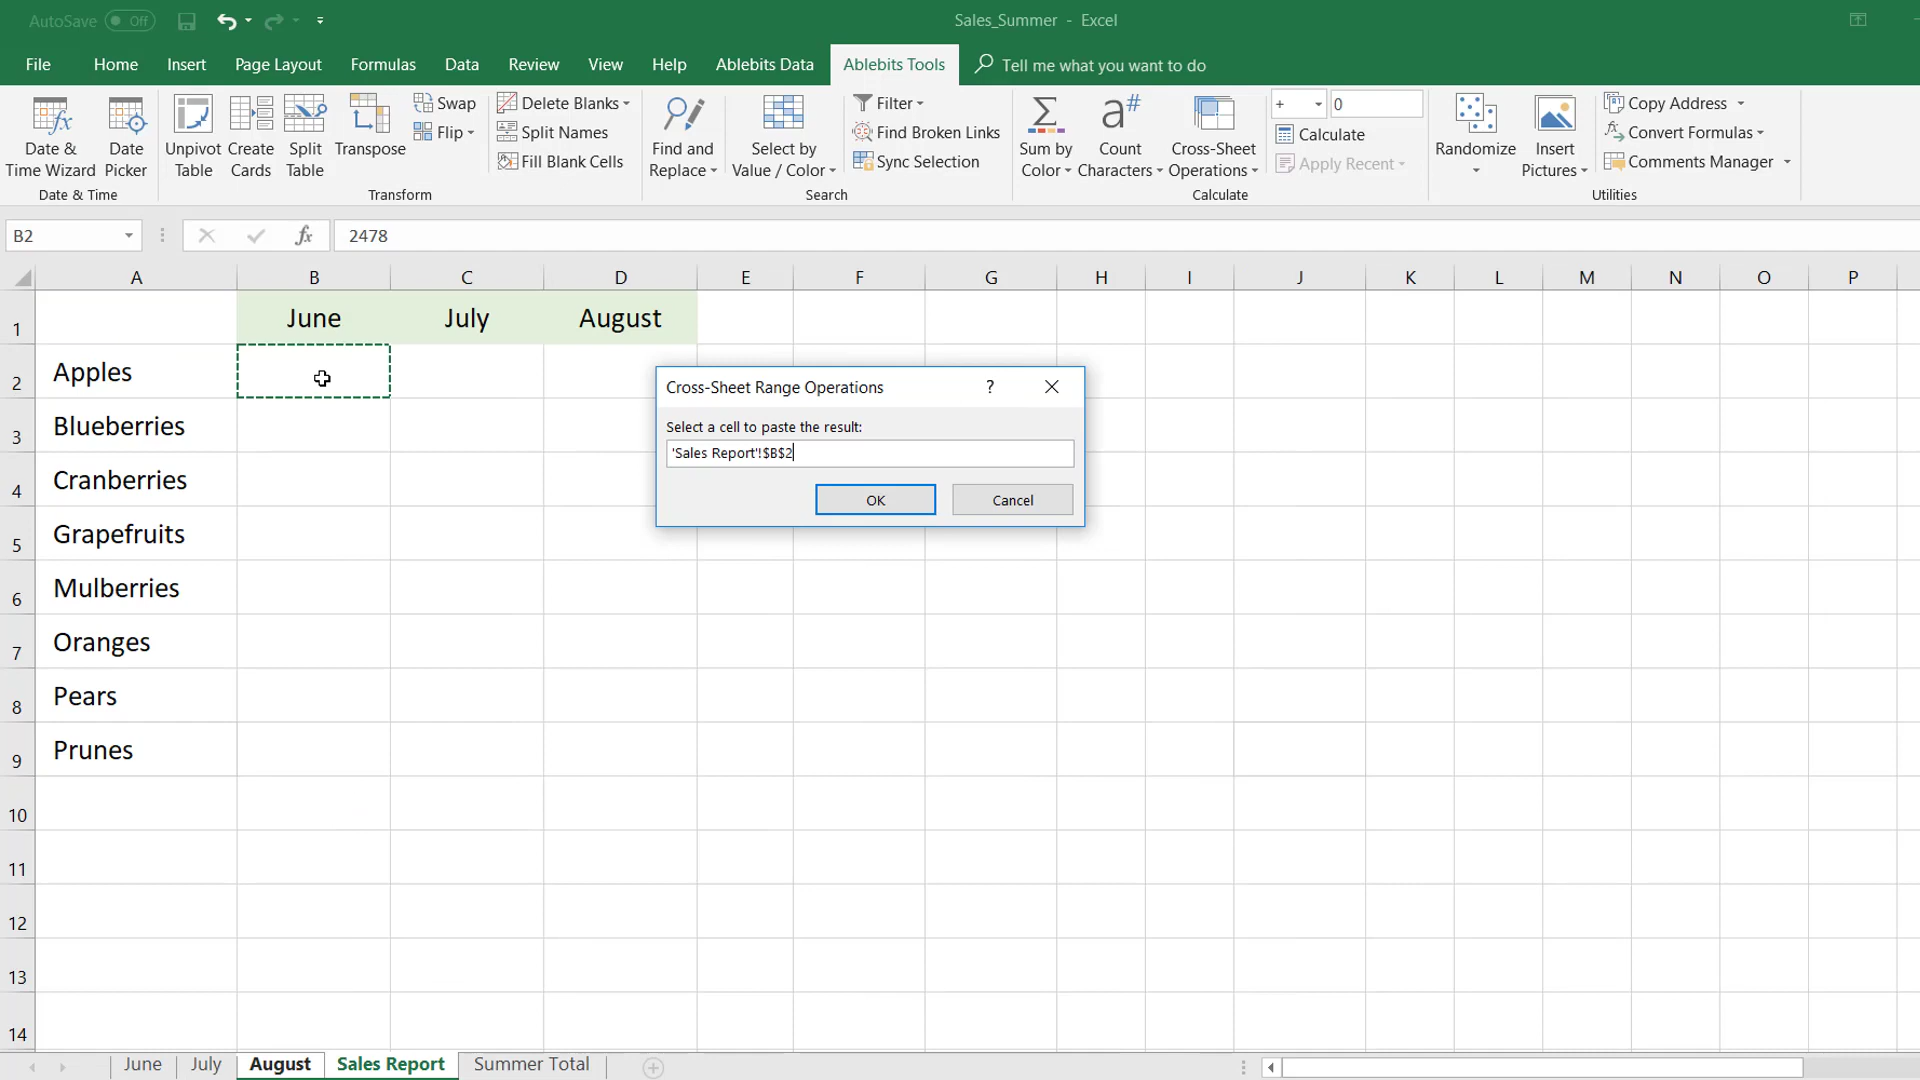 AutoSave Off
Sales_Summer - Excel
File Home Insert Page Layout Formulas Data Review View Help Ablebits Data Ablebits Tools Tell me what you want to do
Date & Time Wizard
Date Picker
Date & Time
Unpivot Table
Create Cards
Split Table
Transpose
Swap
Flip
Transform
Delete Blanks
Split Names
Fill Blank Cells
Find and Replace
Select by Value / Color
Filter
Find Broken Links
Sync Selection
Search
Sum by Color
Count Characters
Cross-Sheet Operations
+ 0
Calculate
Apply Recent
Calculate
Randomize
Insert Pictures
Copy Address
Convert Formulas
Comments Manager
Utilities
B2 fx 2478
A B C D E F G H I J K L M N O P
1 June July August
2 Apples
3 Blueberries
4 Cranberries
5 Grapefruits
6 Mulberries
7 Oranges
8 Pears
9 Prunes
10
11
12
13
14
Cross-Sheet Range Operations ?
Select a cell to paste the result:
'Sales Report'!$B$2
OK Cancel
June July August Sales Report Summer Total